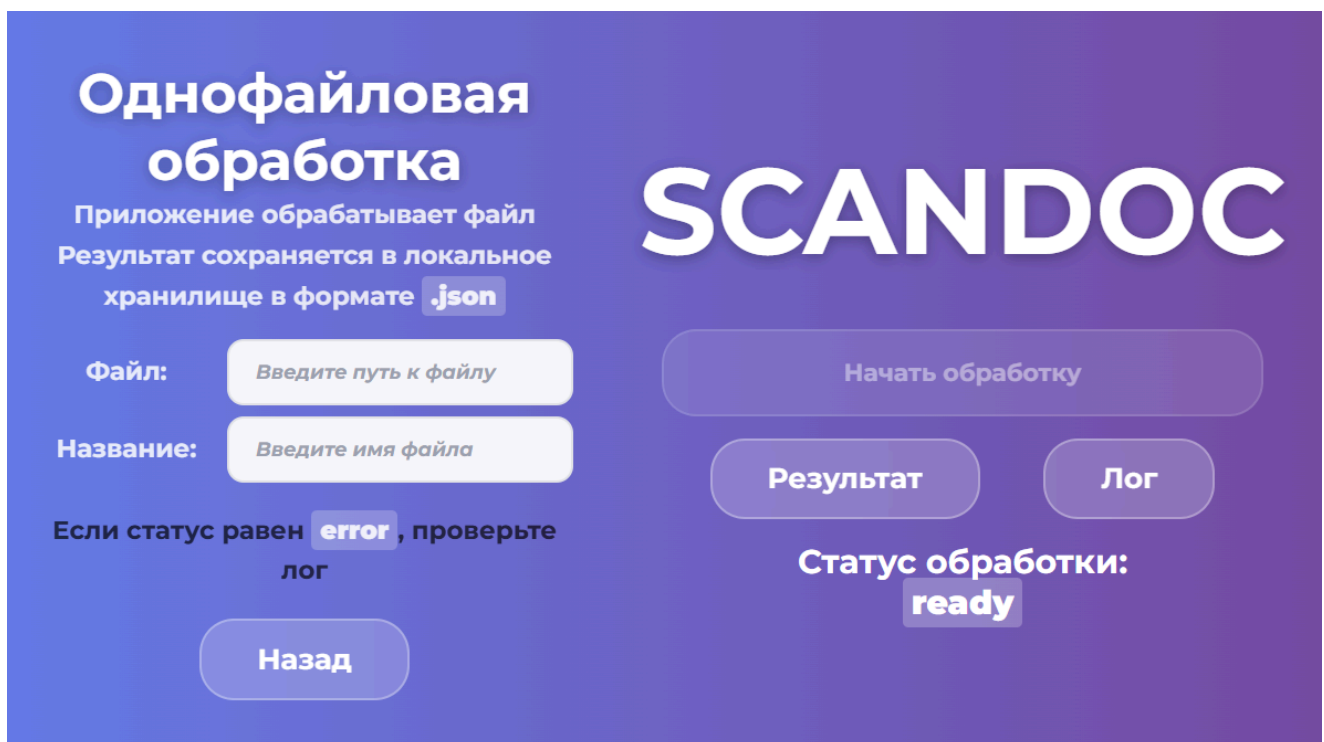 Однофайловая
обработка
Приложение обрабатывает файл
Результат сохраняется в локальное
хранилище в формате .json
Файл: Введите путь к файлу
Название: Введите имя файла
Если статус равен error, проверьте
лог
Назад
SCANDOC
Начать обработку
Результат Лог
Статус обработки:
ready